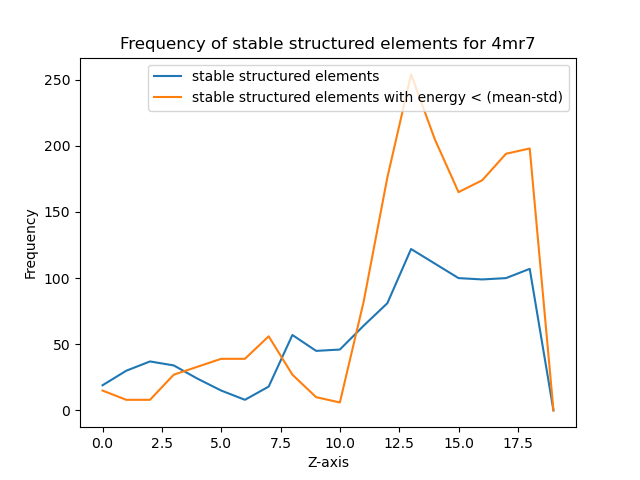 Frequency of stable structured elements for 4mr7
stable structured elements
stable structured elements with energy < (mean-std)
250
200
150
100
50
0
Frequency
0.0 2.5 5.0 7.5 10.0 12.5 15.0 17.5
Z-axis